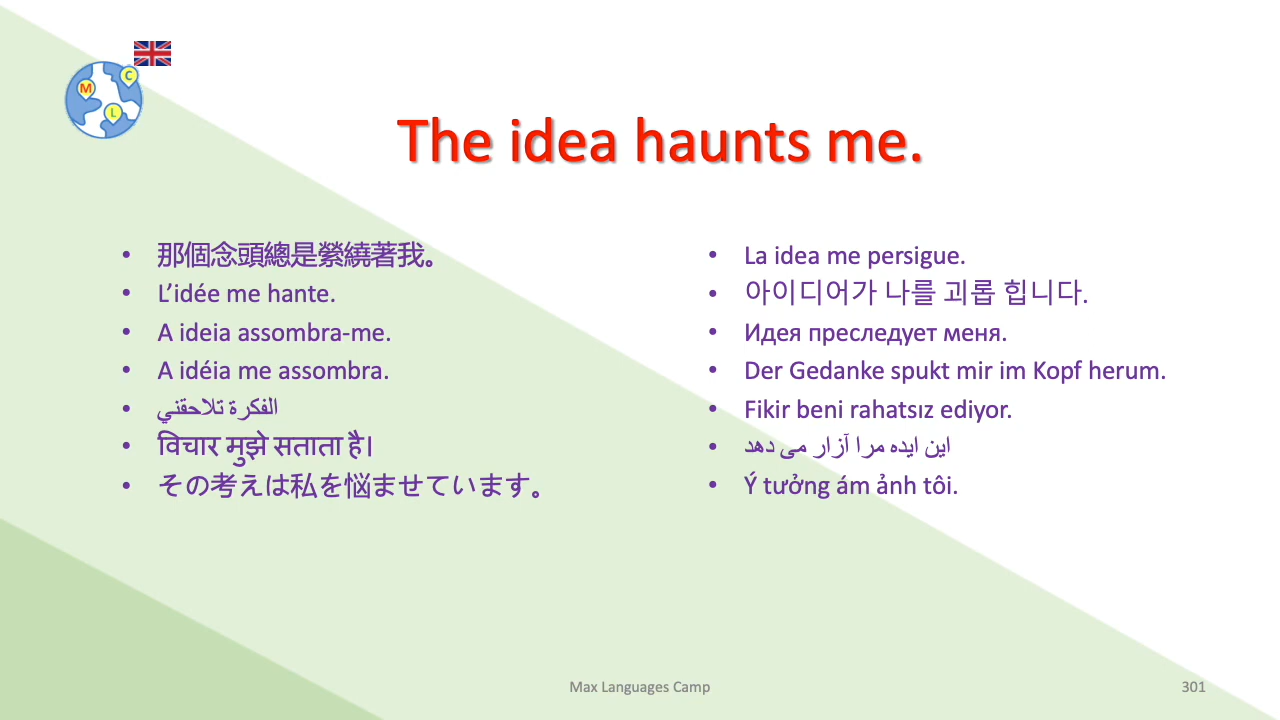 M
C
L
The idea haunts me.
• 那個念頭總是縈繞著我。
• L’idée me hante.
• A ideia assombra-me.
• A idéia me assombra.
• الفكرة تلاحقني
• विचार मुझे सताता है।
• その考えは私を悩ませています。
• La idea me persigue.
• 아이디어가 나를 괴롭 힙니다.
• Идея преследует меня.
• Der Gedanke spukt mir im Kopf herum.
• Fikir beni rahatsız ediyor.
• این ایده مرا آزار می دهد
• Ý tưởng ám ảnh tôi.
Max Languages Camp
301